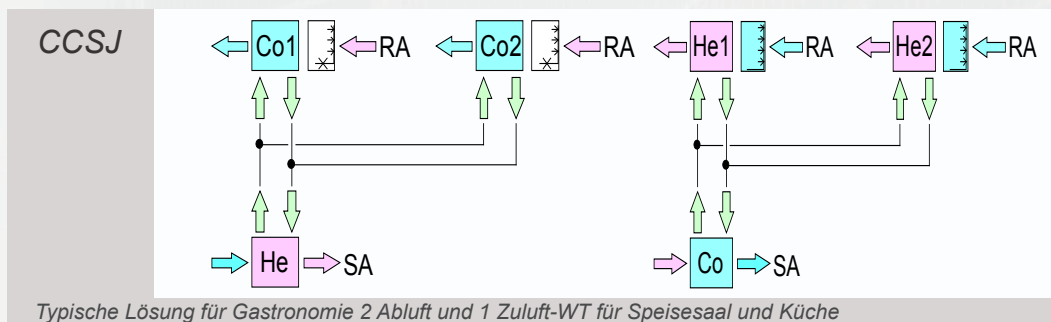 CCSJ
Co1 RA Co2 RA He1 RA He2 RA
He SA Co SA
Typische Lösung für Gastronomie 2 Abluft und 1 Zuluft-WT für Speisesaal und Küche